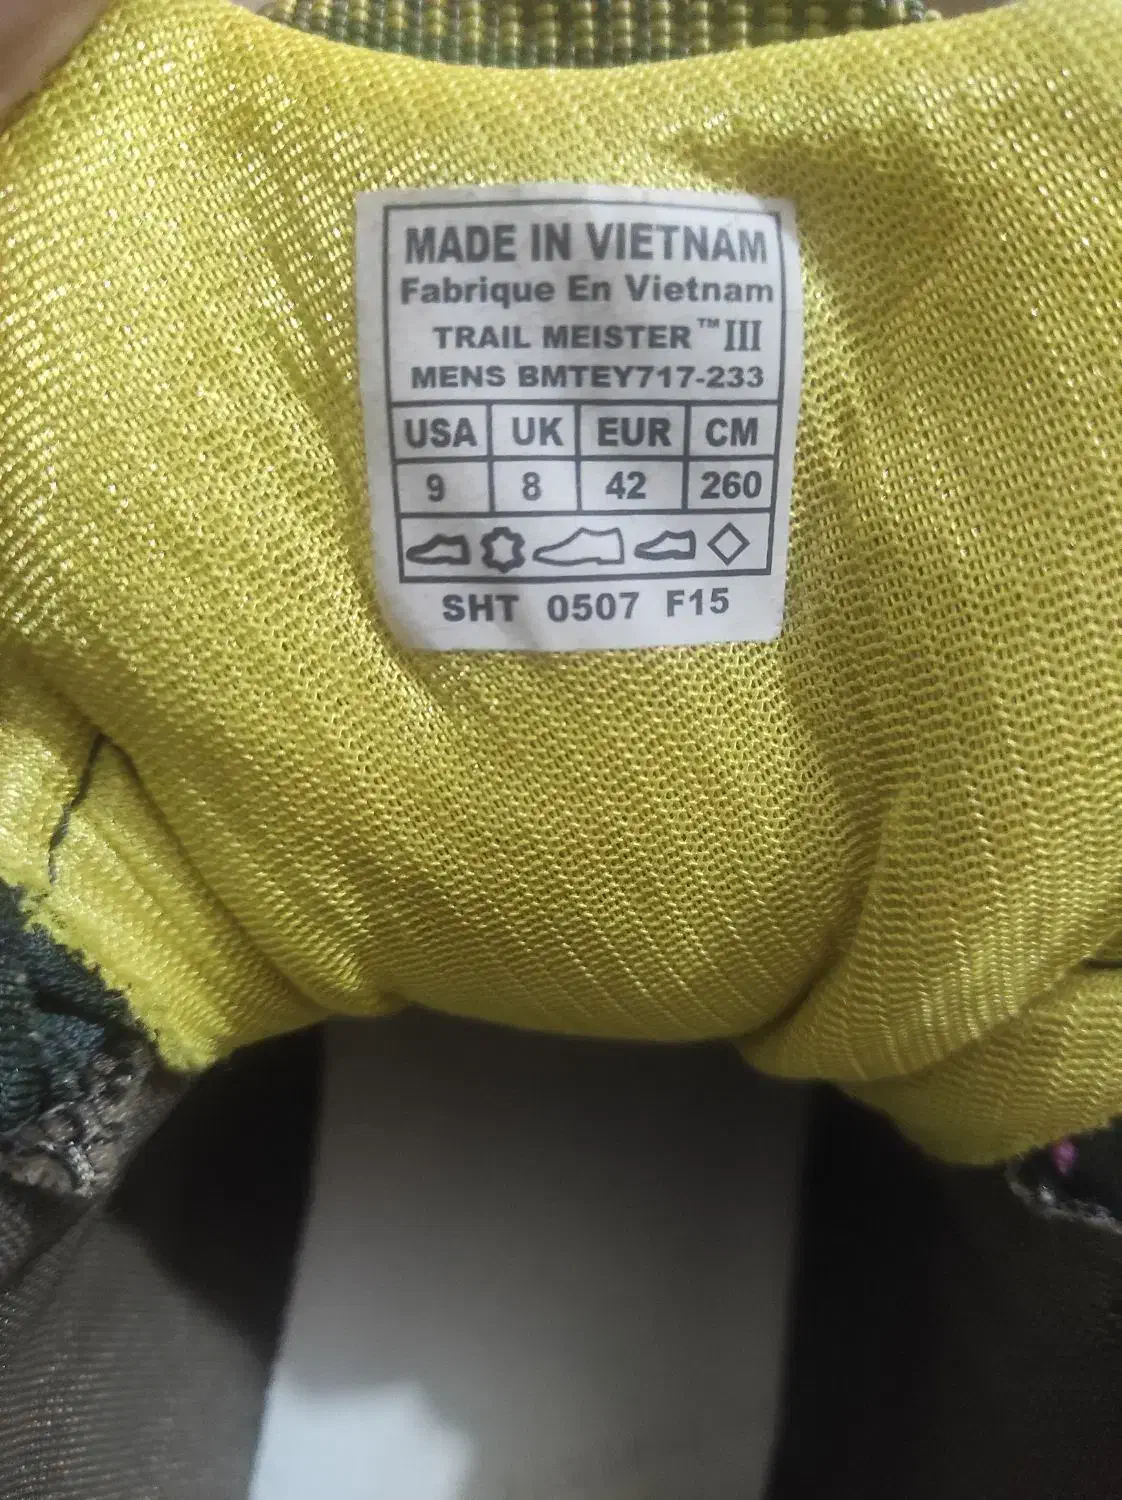 MADE IN VIETNAM
Fabrique En Vietnam
TRAIL MEISTER™III
MENS BMTEY717-233
USA UK EUR CM
9 8 42 260
SHT 0507 F15